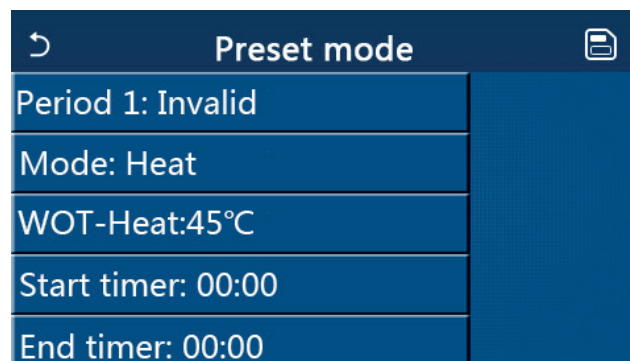 Preset mode
Period 1: Invalid
Mode: Heat
WOT-Heat:45℃
Start timer: 00:00
End timer: 00:00